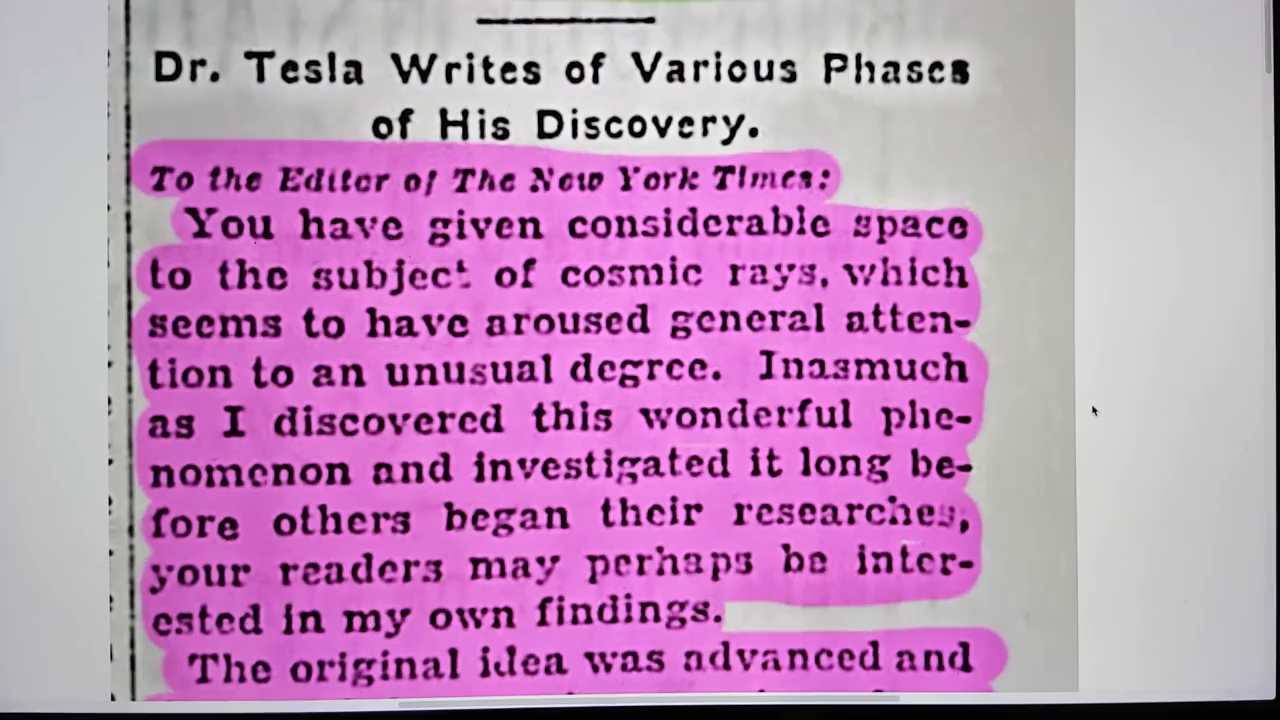 Dr. Tesla Writes of Various Phases
of His Discovery.
To the Editor of The New York Times:
You have given considerable space
to the subject of cosmic rays, which
seems to have aroused general atten-
tion to an unusual degree. Inasmuch
as I discovered this wonderful phe-
nomenon and investigated it long be-
fore others began their researches,
your readers may perhaps be inter-
ested in my own findings.
The original idea was advanced and